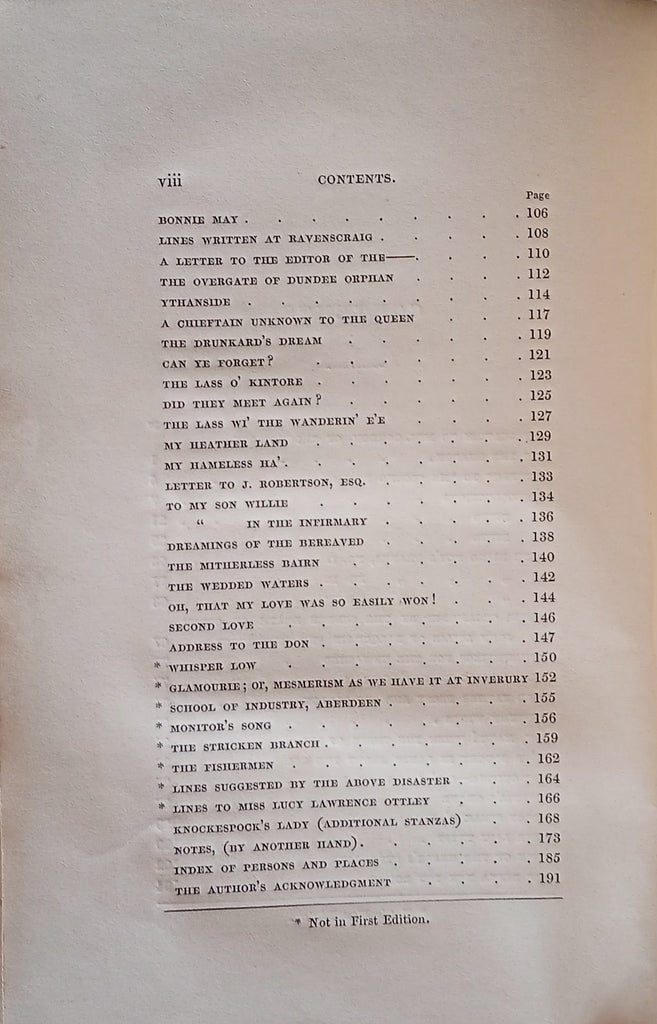 viii CONTENTS.
Page
BONNIE MAY . . . . . . . . . 106
LINES WRITTEN AT RAVENSCRAIG . . . . . 108
A LETTER TO THE EDITOR OF THE——. . . . 110
THE OVERGATE OF DUNDEE ORPHAN . . . . 112
YTHANSIDE . . . . . . . . . 114
A CHIEFTAIN UNKNOWN TO THE QUEEN . . . 117
THE DRUNKARD'S DREAM . . . . . . 119
CAN YE FORGET? . . . . . . . 121
THE LASS O' KINTORE . . . . . . . 123
DID THEY MEET AGAIN? . . . . . . 125
THE LASS WI' THE WANDERIN' E'E . . . . 127
MY HEATHER LAND . . . . . . . 129
MY HAMELESS HA'. . . . . . . . 131
LETTER TO J. ROBERTSON, ESQ. . . . . . 133
TO MY SON WILLIE . . . . . . . 134
“ IN THE INFIRMARY . . . . . 136
DREAMINGS OF THE BEREAVED . . . . . 138
THE MITHERLESS BAIRN . . . . . . 140
THE WEDDED WATERS . . . . . . . 142
OH, THAT MY LOVE WAS SO EASILY WON! . . . 144
SECOND LOVE . . . . . . . . 146
ADDRESS TO THE DON . . . . . . . 147
* WHISPER LOW . . . . . . . . 150
* GLAMOURIE; or, MESMERISM AS WE HAVE IT AT INVERURY 152
* SCHOOL OF INDUSTRY, ABERDEEN . . . . . 155
* MONITOR'S SONG . . . . . . . . 156
* THE STRICKEN BRANCH . . . . . . . 159
* THE FISHERMEN . . . . . . . . 162
* LINES SUGGESTED BY THE ABOVE DISASTER . . . 164
* LINES TO MISS LUCY LAWRENCE OTTLEY . . . 166
KNOCKESPOCK'S LADY (ADDITIONAL STANZAS) . . 168
NOTES, (BY ANOTHER HAND). . . . . . 173
INDEX OF PERSONS AND PLACES . . . . . 185
THE AUTHOR'S ACKNOWLEDGMENT . . . . 191
* Not in First Edition.